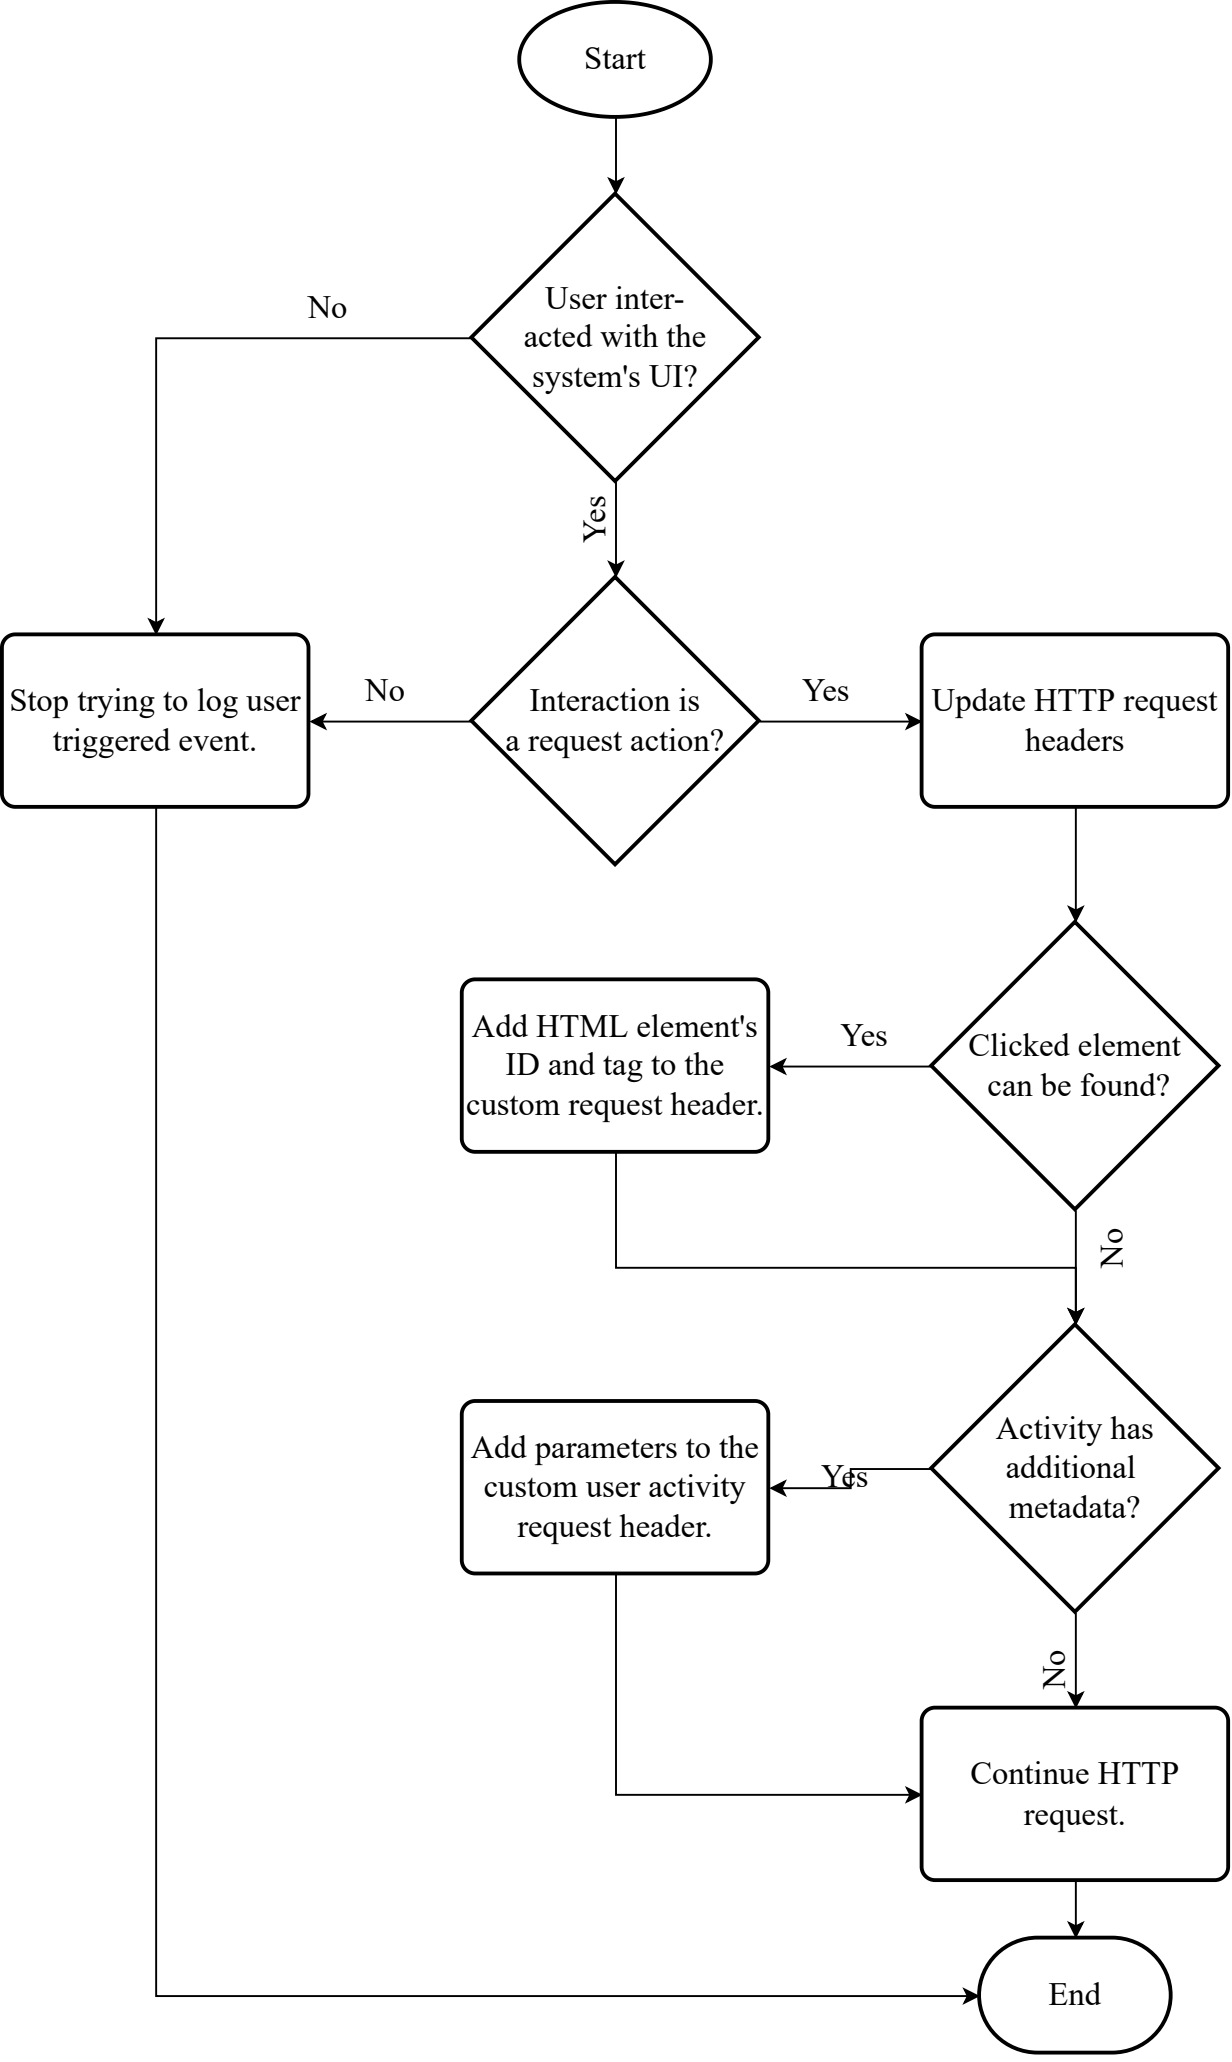 Start
User inter-
acted with the
system's UI?
No
Yes
Stop trying to log user
triggered event.
No
Interaction is
a request action?
Yes
Update HTTP request
headers
Add HTML element's
ID and tag to the
custom request header.
Yes
Clicked element
can be found?
No
Add parameters to the
custom user activity
request header.
Yes
Activity has
additional
metadata?
No
Continue HTTP
request.
End